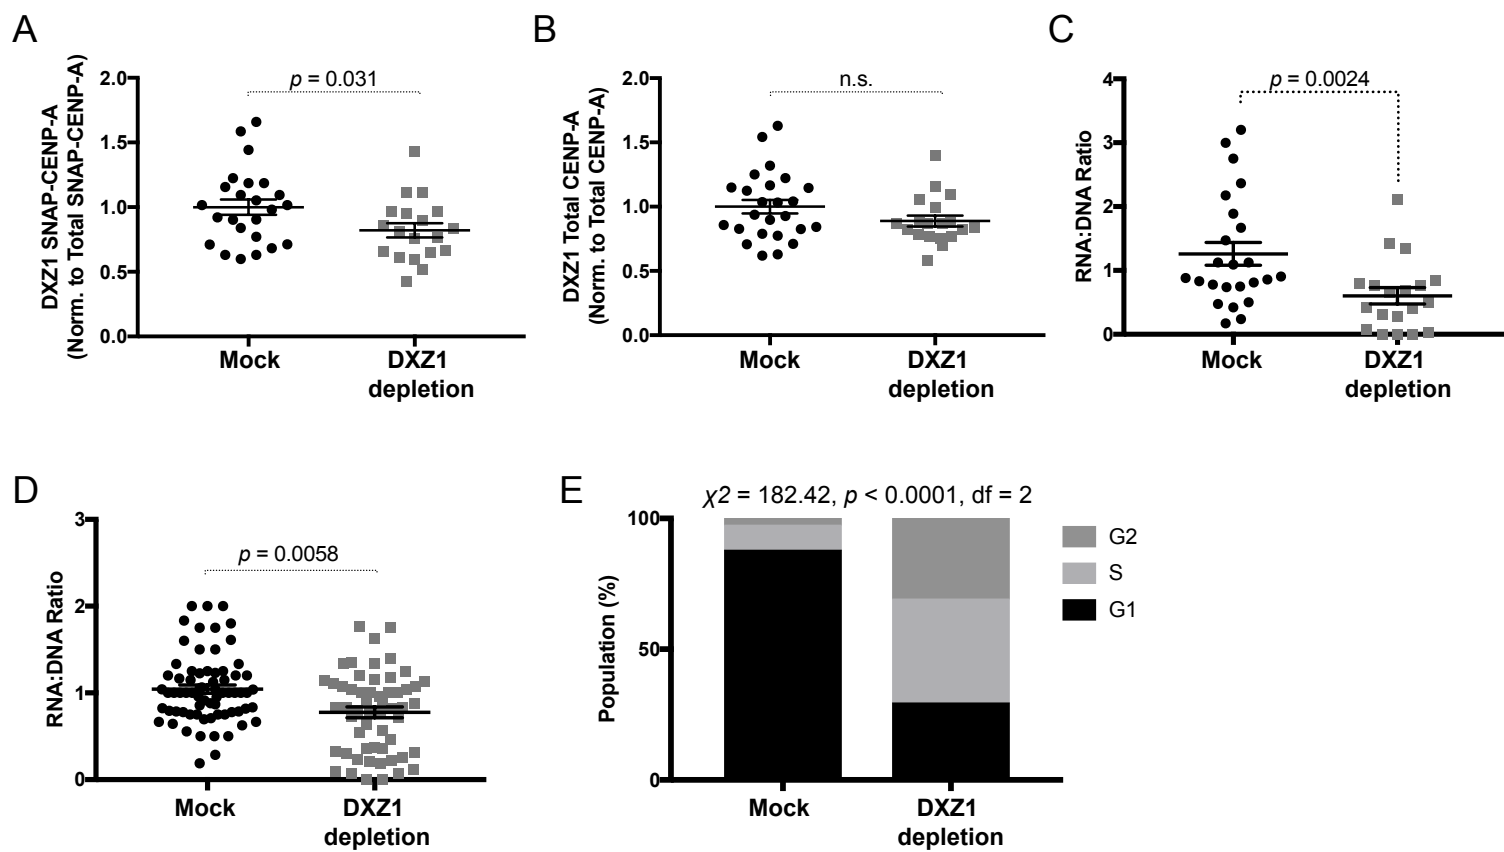 A
DXZ1 SNAP-CENP-A
(Norm. to Total SNAP-CENP-A)
2.0
1.5
1.0
0.5
0.0
p = 0.031
Mock
DXZ1
depletion
B
DXZ1 Total CENP-A
(Norm. to Total CENP-A)
2.0
1.5
1.0
0.5
0.0
n.s.
Mock
DXZ1
depletion
C
RNA:DNA Ratio
4
3
2
1
0
p = 0.0024
Mock
DXZ1
depletion
D
RNA:DNA Ratio
3
2
1
0
p = 0.0058
Mock
DXZ1
depletion
E
χ2 = 182.42, p < 0.0001, df = 2
Population (%)
100
50
0
Mock
DXZ1
depletion
G2
S
G1